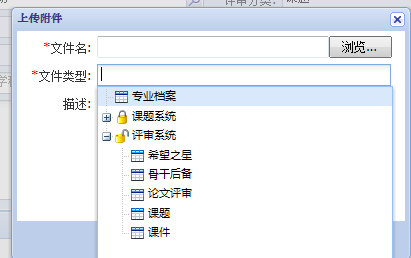 评审分类: 课题
上传附件
*文件名:
浏览...
*文件类型:
描述:
专业档案
课题系统
评审系统
希望之星
骨干后备
论文评审
课题
课件